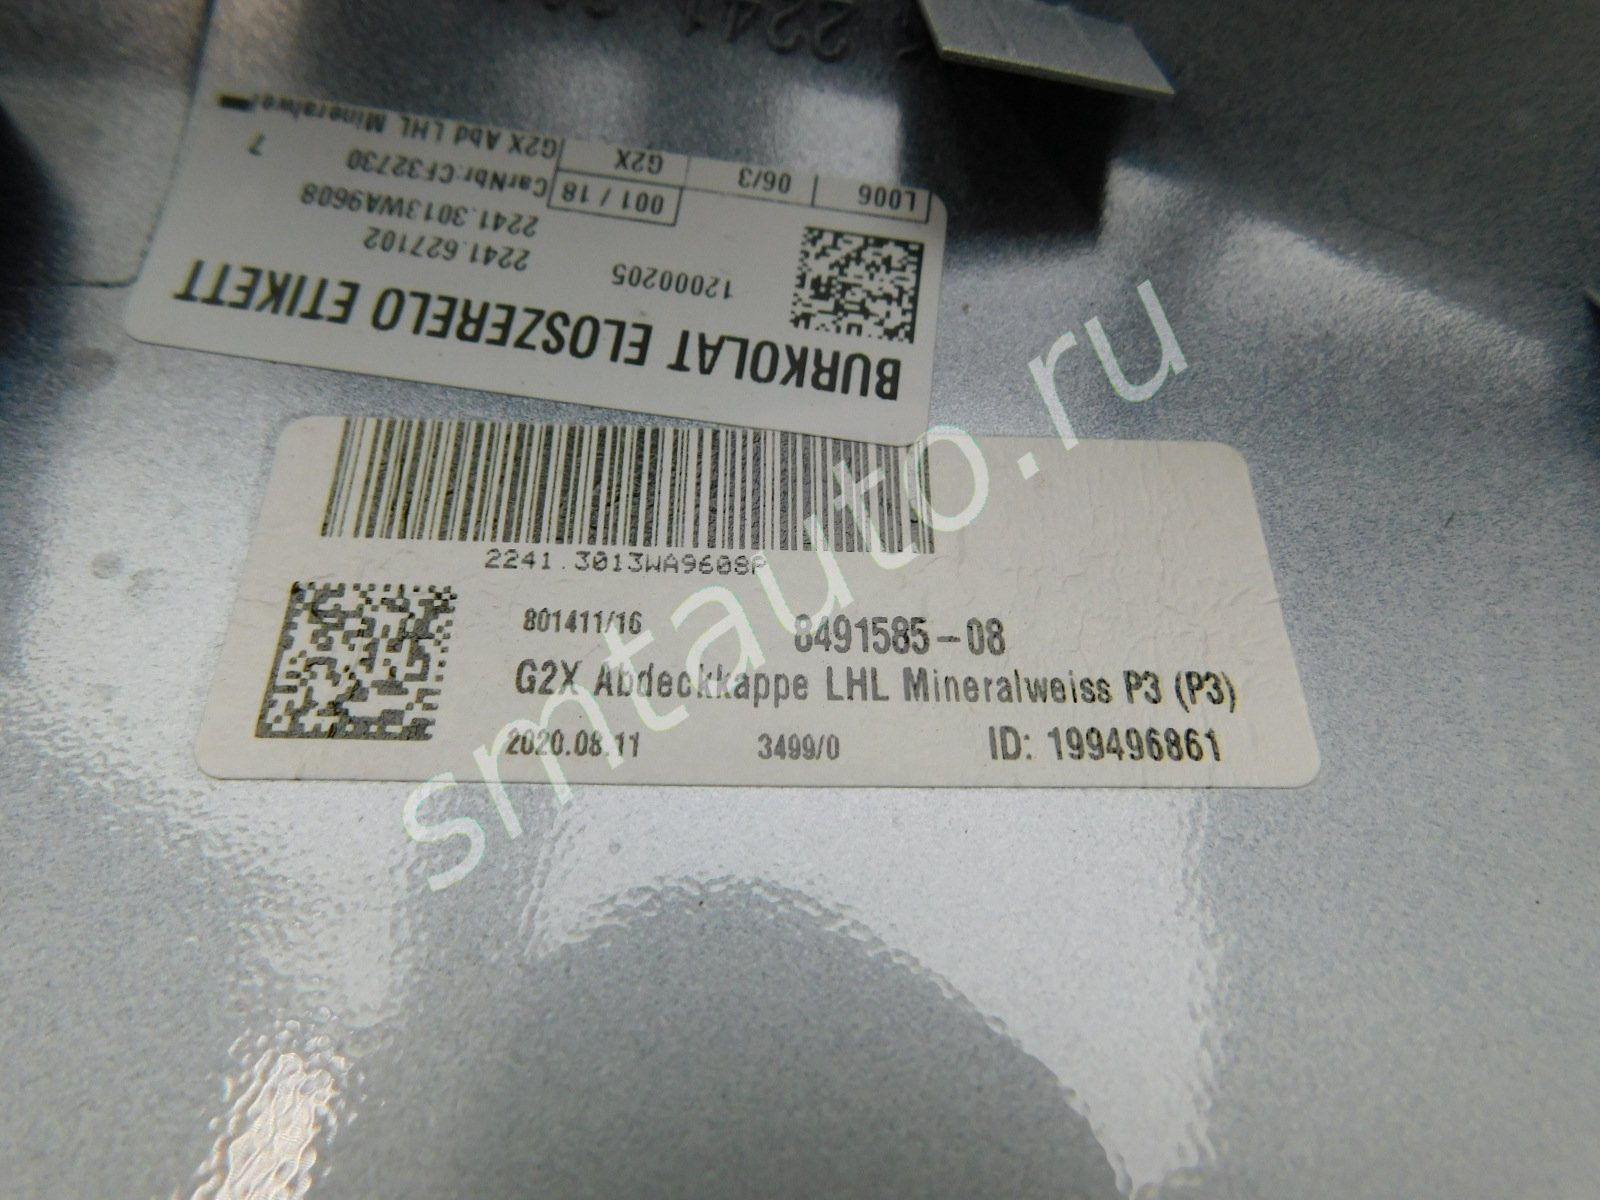 2241
BURKOLAT ELOSZERELO ETIKETT
12000205
2241.627102
2241.3013WA9608
001 / 18
CarNbr:CF32730
L006
06/3
G2X
G2X Abd LHL Mineralwei
7
2241.3013WA9608P
801411/16
8491585-08
G2X Abdeckkappe LHL Mineralweiss P3 (P3)
2020.08.11
3499/0
ID: 199496861
smtauto.ru